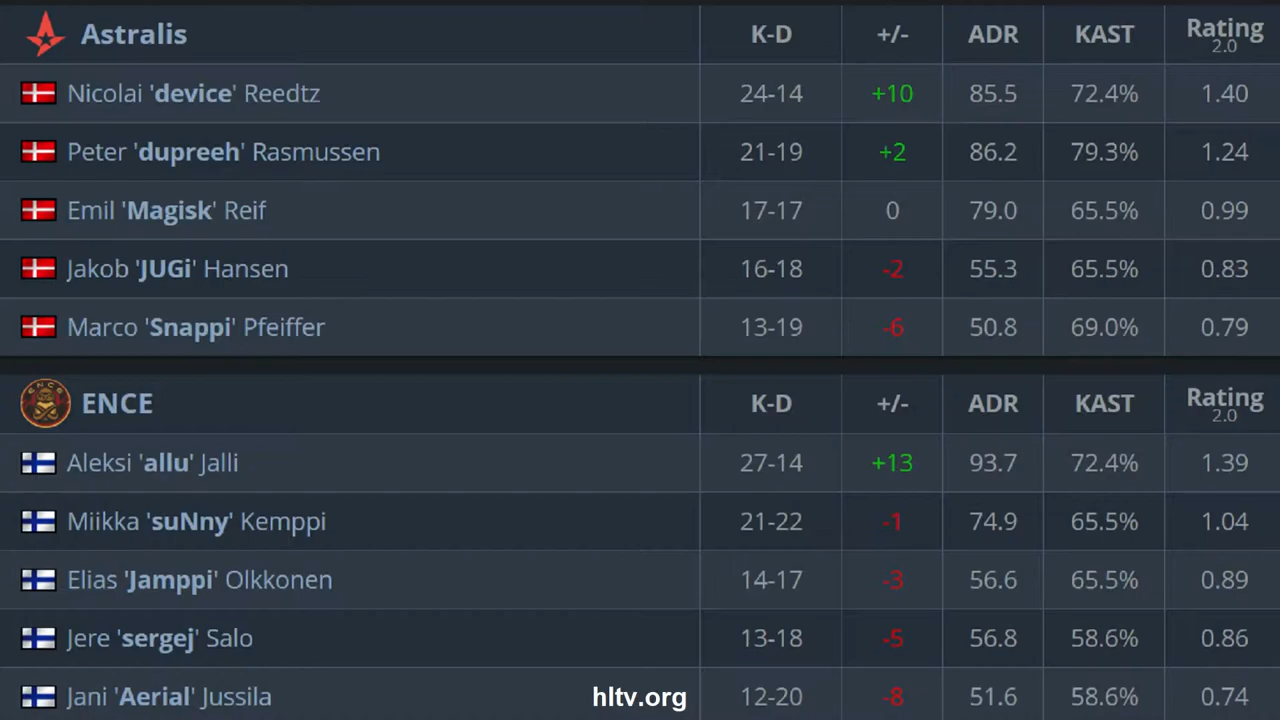 Astralis K-D +/- ADR KAST Rating 2.0
Nicolai 'device' Reedtz 24-14 +10 85.5 72.4% 1.40
Peter 'dupreeh' Rasmussen 21-19 +2 86.2 79.3% 1.24
Emil 'Magisk' Reif 17-17 0 79.0 65.5% 0.99
Jakob 'JUGi' Hansen 16-18 -2 55.3 65.5% 0.83
Marco 'Snappi' Pfeiffer 13-19 -6 50.8 69.0% 0.79
ENCE ENCE K-D +/- ADR KAST Rating 2.0
Aleksi 'allu' Jalli 27-14 +13 93.7 72.4% 1.39
Miikka 'suNny' Kemppi 21-22 -1 74.9 65.5% 1.04
Elias 'Jamppi' Olkkonen 14-17 -3 56.6 65.5% 0.89
Jere 'sergej' Salo 13-18 -5 56.8 58.6% 0.86
Jani 'Aerial' Jussila 12-20 -8 51.6 58.6% 0.74
hltv.org